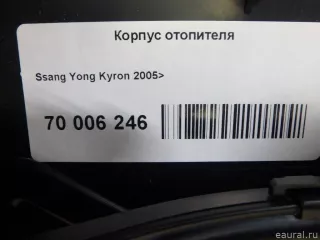 Корпус отопителя
Ssang Yong Kyron 2005>
70 006 246
eaural.ru